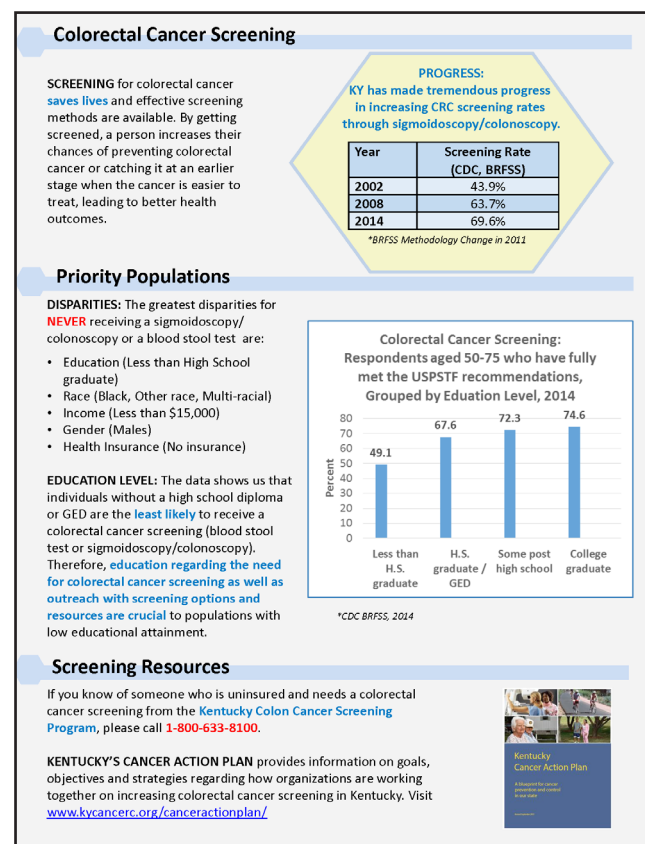 Colorectal Cancer Screening
SCREENING for colorectal cancer
saves lives and effective screening
methods are available. By getting
screened, a person increases their
chances of preventing colorectal
cancer or catching it at an earlier
stage when the cancer is easier to
treat, leading to better health
outcomes.
PROGRESS:
KY has made tremendous progress
in increasing CRC screening rates
through sigmoidoscopy/colonoscopy.
Year Screening Rate
(CDC, BRFSS)
2002 43.9%
2008 63.7%
2014 69.6%
*BRFSS Methodology Change in 2011
Priority Populations
DISPARITIES: The greatest disparities for
NEVER receiving a sigmoidoscopy/
colonoscopy or a blood stool test are:
• Education (Less than High School
graduate)
• Race (Black, Other race, Multi-racial)
• Income (Less than $15,000)
• Gender (Males)
• Health Insurance (No insurance)
EDUCATION LEVEL: The data shows us that
individuals without a high school diploma
or GED are the least likely to receive a
colorectal cancer screening (blood stool
test or sigmoidoscopy/colonoscopy).
Therefore, education regarding the need
for colorectal cancer screening as well as
outreach with screening options and
resources are crucial to populations with
low educational attainment.
Colorectal Cancer Screening:
Respondents aged 50-75 who have fully
met the USPSTF recommendations,
Grouped by Eduation Level, 2014
Percent
80
70
60
50
40
30
20
10
0
49.1
67.6
72.3
74.6
Less than
H.S.
graduate
H.S.
graduate /
GED
Some post
high school
College
graduate
*CDC BRFSS, 2014
Screening Resources
If you know of someone who is uninsured and needs a colorectal
cancer screening from the Kentucky Colon Cancer Screening
Program, please call 1-800-633-8100.
KENTUCKY'S CANCER ACTION PLAN provides information on goals,
objectives and strategies regarding how organizations are working
together on increasing colorectal cancer screening in Kentucky. Visit
www.kycancerc.org/canceractionplan/
Kentucky
Cancer Action Plan
A blueprint for cancer
prevention and control
in our state